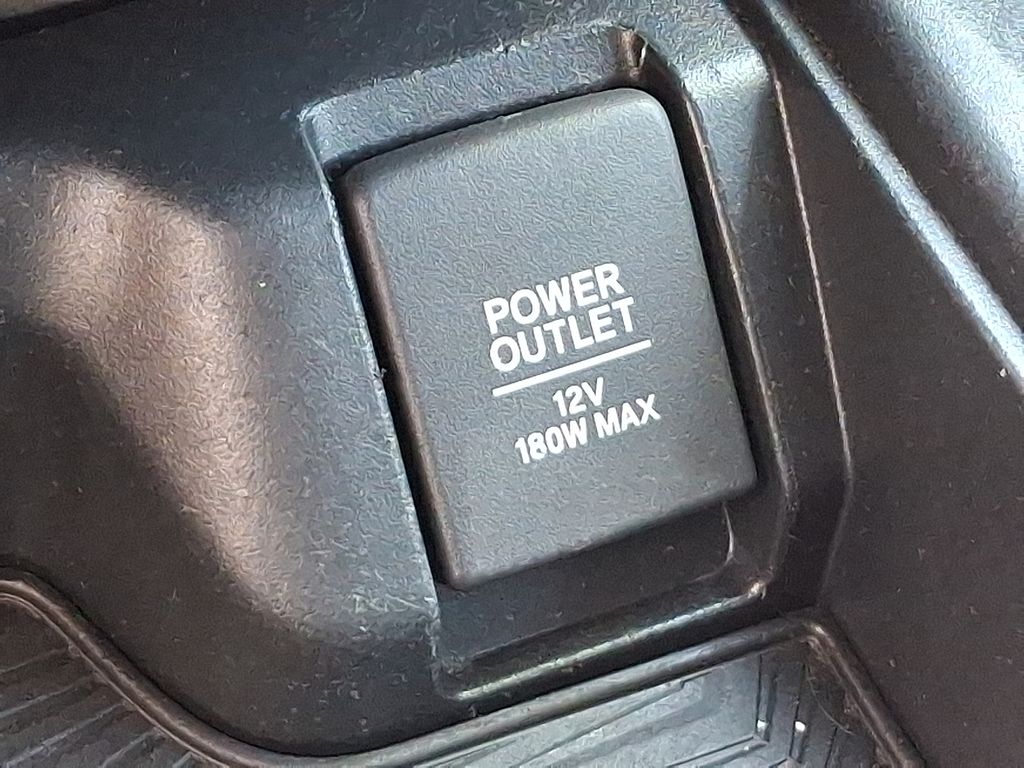 POWER
OUTLET
12V
180W MAX